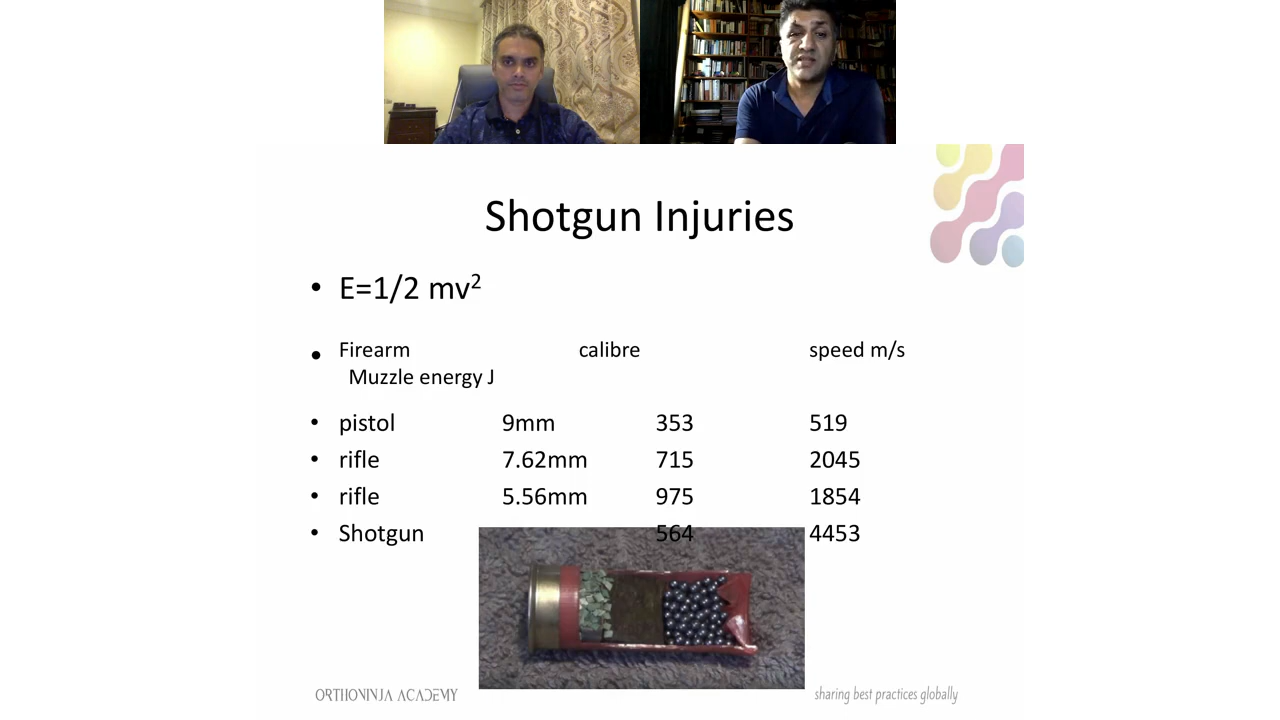 Shotgun Injuries
• E=1/2 mv²
• Firearm calibre speed m/s
Muzzle energy J
• pistol 9mm 353 519
• rifle 7.62mm 715 2045
• rifle 5.56mm 975 1854
• Shotgun 564 4453
ORTHONINJA ACADEMY
sharing best practices globally